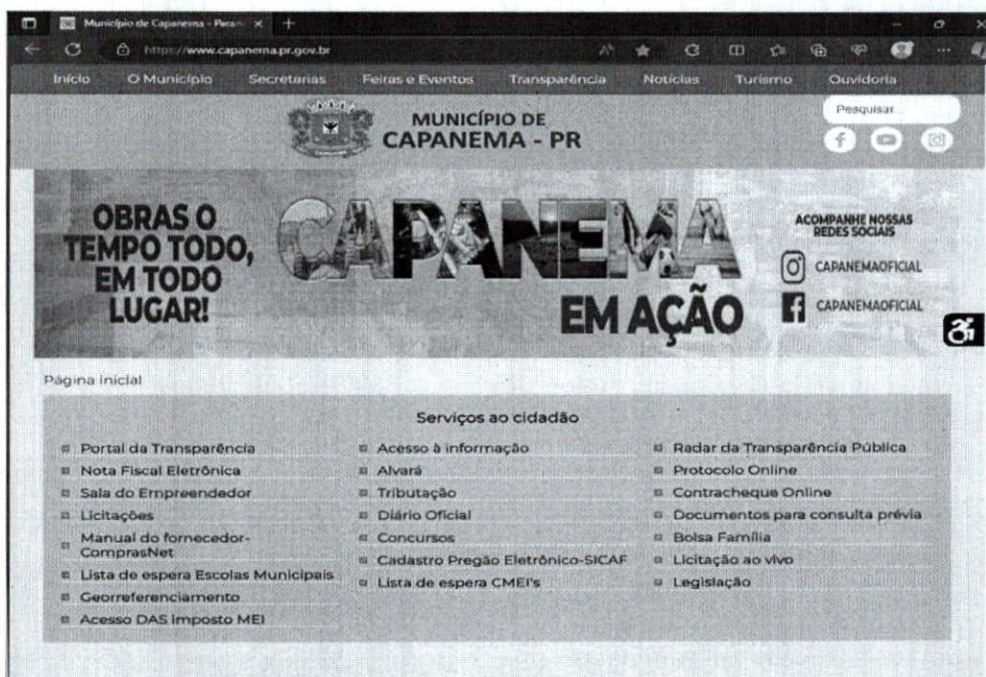 Município de Capanema - Paran
https://www.capanema.pr.gov.br
Início O Município Secretarias Feiras e Eventos Transparência Notícias Turismo Ouvidoria
MUNICÍPIO DE
CAPANEMA - PR
Pesquisar...
OBRAS O
TEMPO TODO,
EM TODO
LUGAR!
CAPANEMA
EM AÇÃO
ACOMPANHE NOSSAS
REDES SOCIAIS
CAPANEMAOFICIAL
CAPANEMAOFICIAL
Página inicial
Serviços ao cidadão
Portal da Transparência
Nota Fiscal Eletrônica
Sala do Empreendedor
Licitações
Manual do fornecedor-
ComprasNet
Lista de espera Escolas Municipais
Georreferenciamento
Acesso DAS imposto MEI
Acesso à informação
Alvará
Tributação
Diário Oficial
Concursos
Cadastro Pregão Eletrônico-SICAF
Lista de espera CMEI's
Radar da Transparência Pública
Protocolo Online
Contracheque Online
Documentos para consulta prévia
Bolsa Família
Licitação ao vivo
Legislação